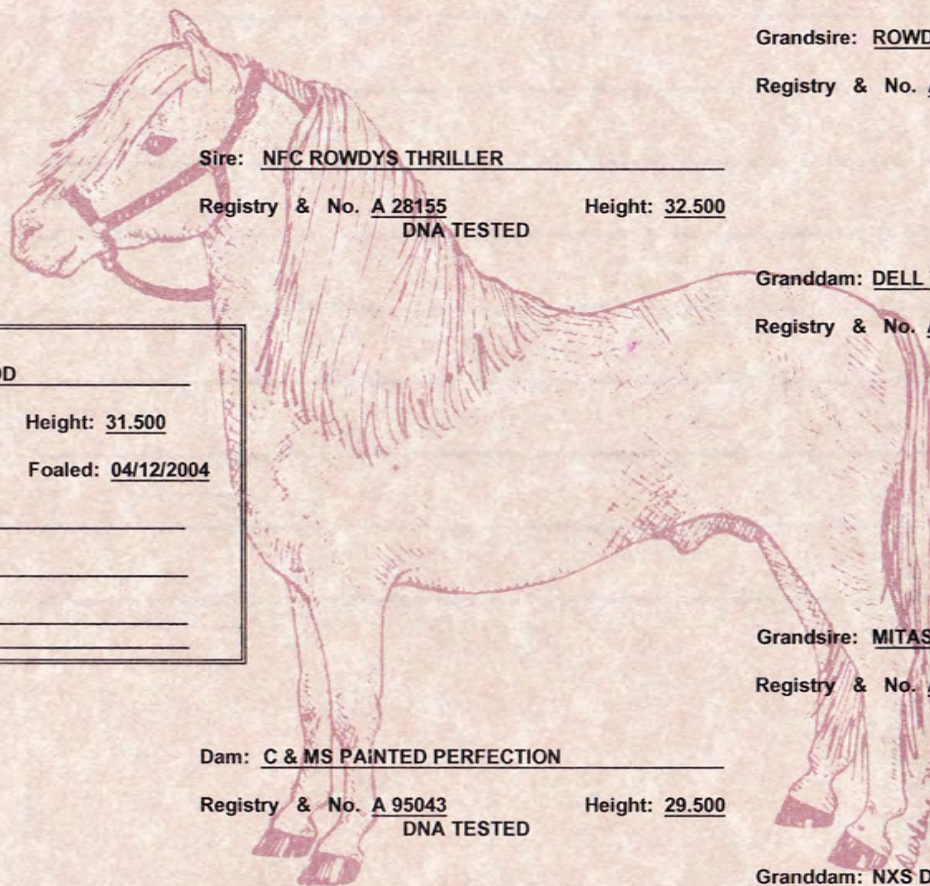 Grandsire: ROWD
Registry & No.
Sire: NFC ROWDYS THRILLER
Registry & No. A 28155 Height: 32.500
DNA TESTED
Granddam: DELL
Registry & No.
OD
Height: 31.500
Foaled: 04/12/2004
Grandsire: MITAS
Registry & No.
Dam: C & MS PAINTED PERFECTION
Registry & No. A 95043 Height: 29.500
DNA TESTED
Granddam: NXS D